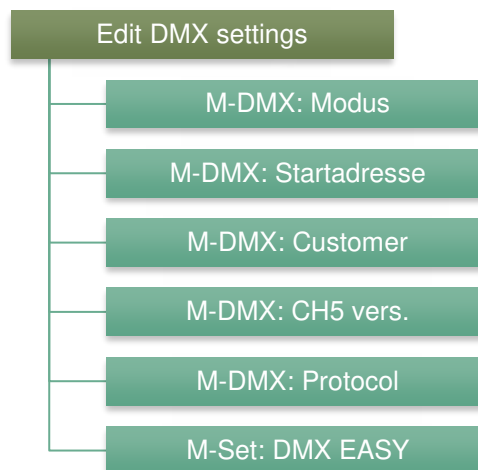 Edit DMX settings
M-DMX: Modus
M-DMX: Startadresse
M-DMX: Customer
M-DMX: CH5 vers.
M-DMX: Protocol
M-Set: DMX EASY